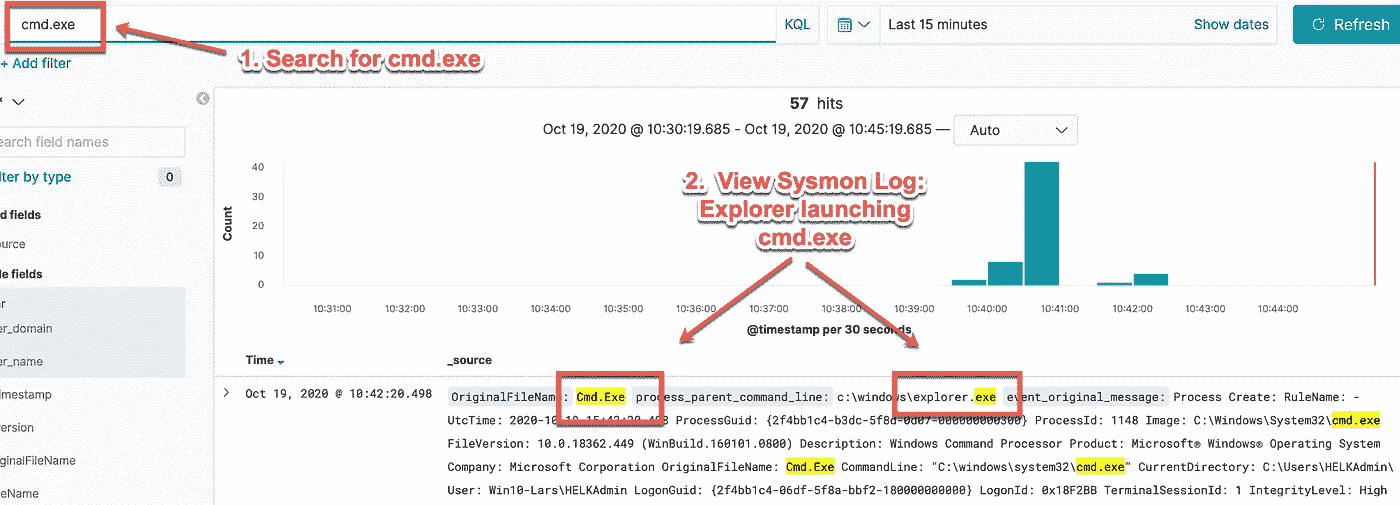 cmd.exe
KQL
Last 15 minutes
Show dates
Refresh
1. Search for cmd.exe
+ Add filter
57 hits
earch field names
Oct 19, 2020 @ 10:30:19.685 - Oct 19, 2020 @ 10:45:19.685 —
Auto
lter by type
0
d fields
ource
le fields
er_domain
er_name
imestamp
ersion
iginalFileName
leName
2. View Sysmon Log:
Explorer launching
cmd.exe
Count
40
30
20
10
0
10:31:00
10:32:00
10:33:00
10:34:00
10:35:00
10:36:00
10:37:00
10:38:00
10:39:00
10:40:00
10:41:00
10:42:00
10:43:00
10:44:00
@timestamp per 30 seconds
Time
_source
Oct 19, 2020 @ 10:42:20.498
OriginalFileName: Cmd.Exe process_parent_command_line: c:\windows\explorer.exe event_original_message: Process Create: RuleName: -
UtcTime: 2020-10-19 15:42:20.498 ProcessGuid: ProcessId: 1148 Image: C:\Windows\System32\cmd.exe
FileVersion: 10.0.18362.449 (WinBuild.160101.0800) Description: Windows Command Processor Product: Microsoft® Windows® Operating System
Company: Microsoft Corporation OriginalFileName: Cmd.Exe CommandLine: "C:\windows\system32\cmd.exe" CurrentDirectory: C:\Users\HELKAdmin\
User: Win10-Lars\HELKAdmin LogonGuid: {2f4bb1c4-06df-5f8a-bbf2-180000000000} LogonId: 0x18F2BB TerminalSessionId: 1 IntegrityLevel: High